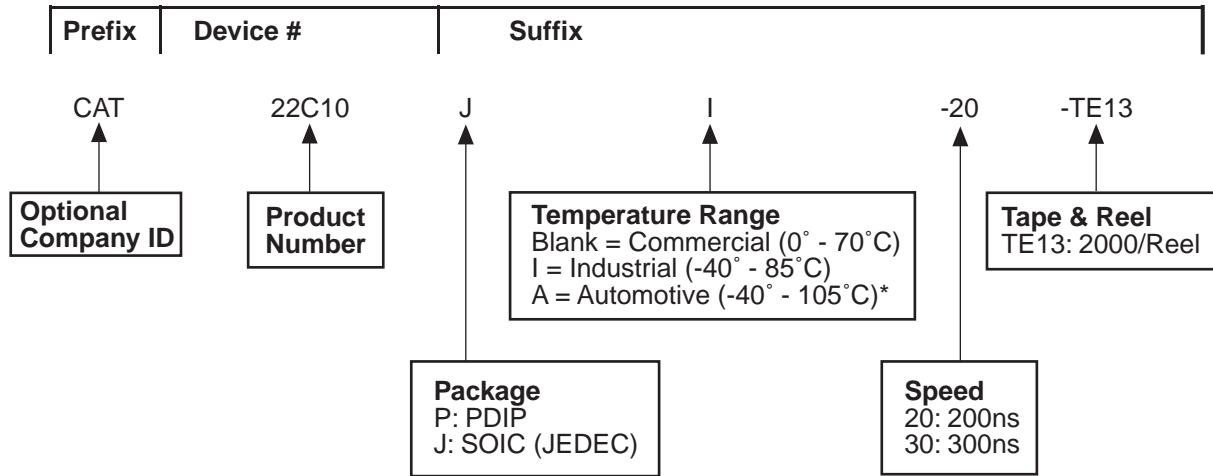 Prefix Device # Suffix
CAT 22C10 J I -20 -TE13
Optional
Company ID
Product
Number
Temperature Range
Blank = Commercial (0˚ - 70˚C)
I = Industrial (-40˚ - 85˚C)
A = Automotive (-40˚ - 105˚C)*
Tape & Reel
TE13: 2000/Reel
Package
P: PDIP
J: SOIC (JEDEC)
Speed
20: 200ns
30: 300ns